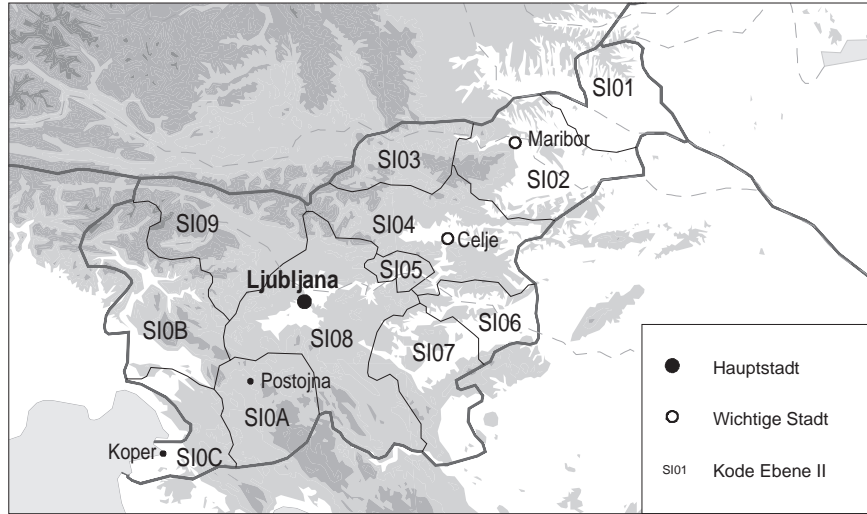 SI01
Maribor
SI03
SI02
SI04
SI09
Celje
SI05
Ljubljana
SI06
SI0B
SI08
SI07
Postojna
SI0A
Koper
SI0C
Hauptstadt
Wichtige Stadt
SI01 Kode Ebene II